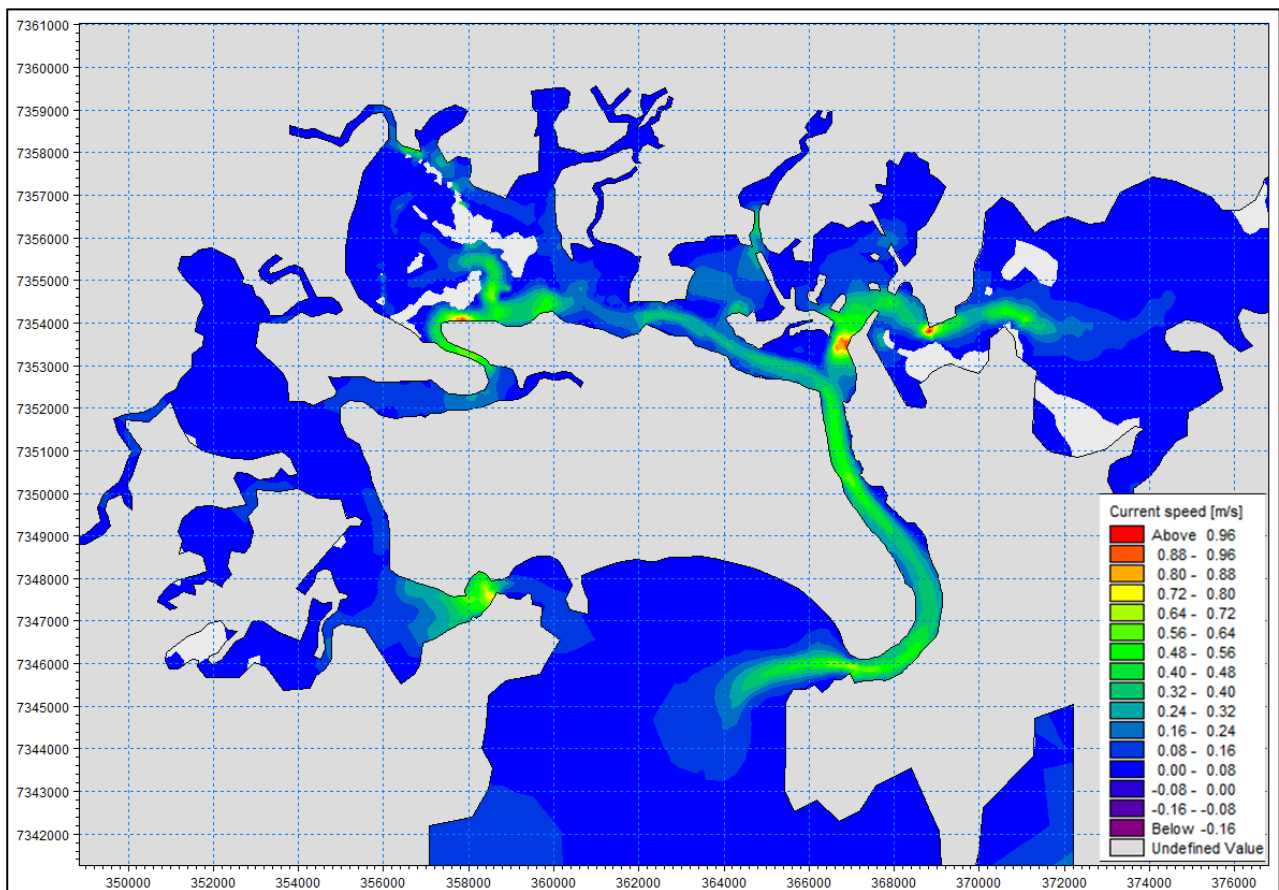 7361000
7360000
7359000
7358000
7357000
7356000
7355000
7354000
7353000
7352000
7351000
7350000
7349000
7348000
7347000
7346000
7345000
7344000
7343000
7342000
Current speed [m/s]
Above 0.96
0.88 - 0.96
0.80 - 0.88
0.72 - 0.80
0.64 - 0.72
0.56 - 0.64
0.48 - 0.56
0.40 - 0.48
0.32 - 0.40
0.24 - 0.32
0.16 - 0.24
0.08 - 0.16
0.00 - 0.08
-0.08 - 0.00
-0.16 - -0.08
Below -0.16
Undefined Value
350000 352000 354000 356000 358000 360000 362000 364000 366000 368000 370000 372000 374000 376000